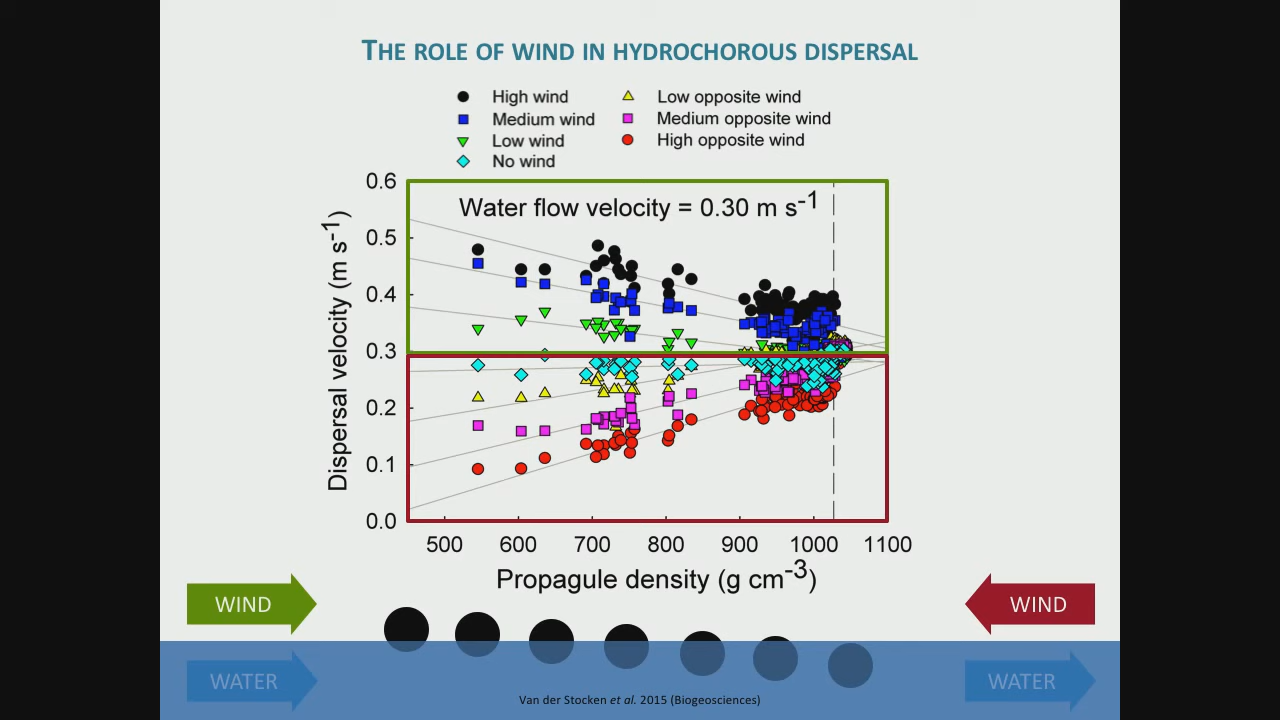 THE ROLE OF WIND IN HYDROCHOROUS DISPERSAL
High wind
Medium wind
Low wind
No wind
Low opposite wind
Medium opposite wind
High opposite wind
Water flow velocity = 0.30 m s-1
Dispersal velocity (m s-1)
0.6
0.5
0.4
0.3
0.2
0.1
0.0
500 600 700 800 900 1000 1100
Propagule density (g cm-3)
WIND
WIND
WATER
WATER
Van der Stocken et al. 2015 (Biogeosciences)